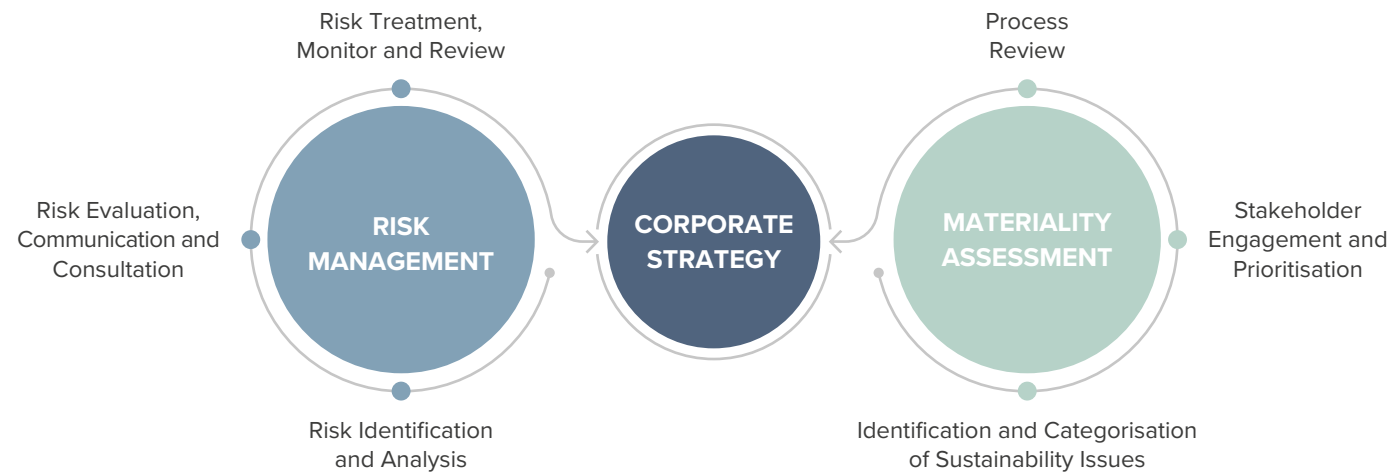 Risk Treatment,
Monitor and Review
Process
Review
Risk Evaluation,
Communication and
Consultation
RISK
MANAGEMENT
CORPORATE
STRATEGY
MATERIALITY
ASSESSMENT
Stakeholder
Engagement and
Prioritisation
Risk Identification
and Analysis
Identification and Categorisation
of Sustainability Issues